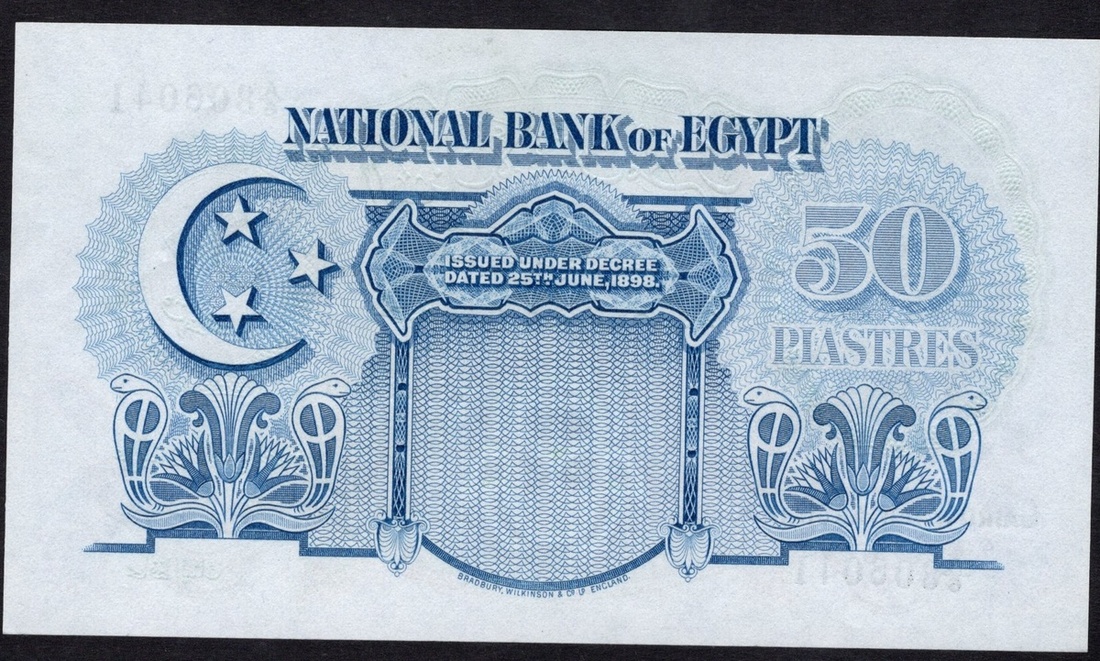 NATIONAL BANK OF EGYPT
ISSUED UNDER DECREE
DATED 25TH JUNE, 1898.
50
PIASTRES
BRADBURY, WILKINSON & Co Ld ENGLAND.